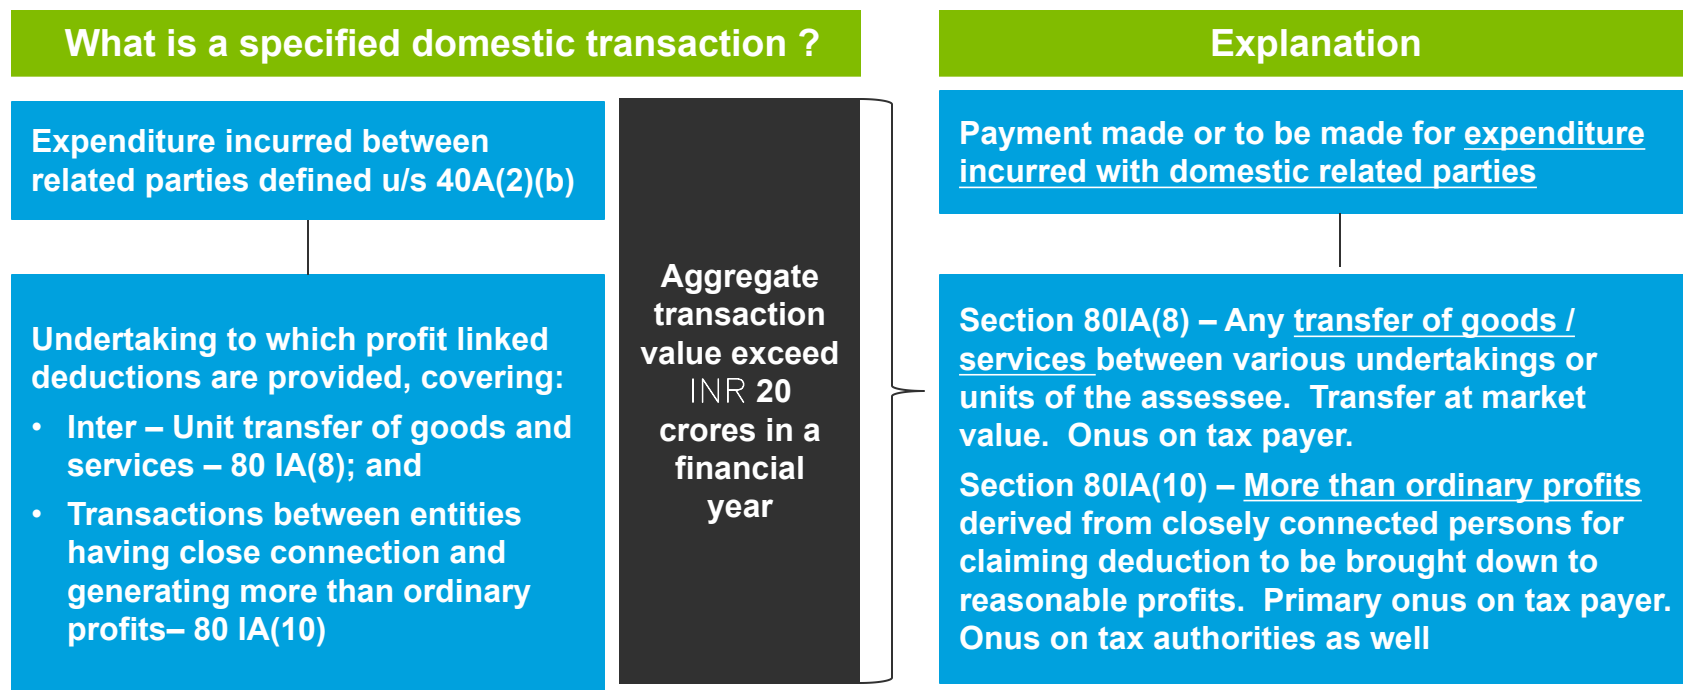 What is a specified domestic transaction ?
Expenditure incurred between
related parties defined u/s 40A(2)(b)
Undertaking to which profit linked
deductions are provided, covering:
• Inter – Unit transfer of goods and
services – 80 IA(8); and
• Transactions between entities
having close connection and
generating more than ordinary
profits– 80 IA(10)
Aggregate
transaction
value exceed
INR 20
crores in a
financial
year
Explanation
Payment made or to be made for expenditure
incurred with domestic related parties
Section 80IA(8) – Any transfer of goods /
services between various undertakings or
units of the assessee. Transfer at market
value. Onus on tax payer.
Section 80IA(10) – More than ordinary profits
derived from closely connected persons for
claiming deduction to be brought down to
reasonable profits. Primary onus on tax payer.
Onus on tax authorities as well